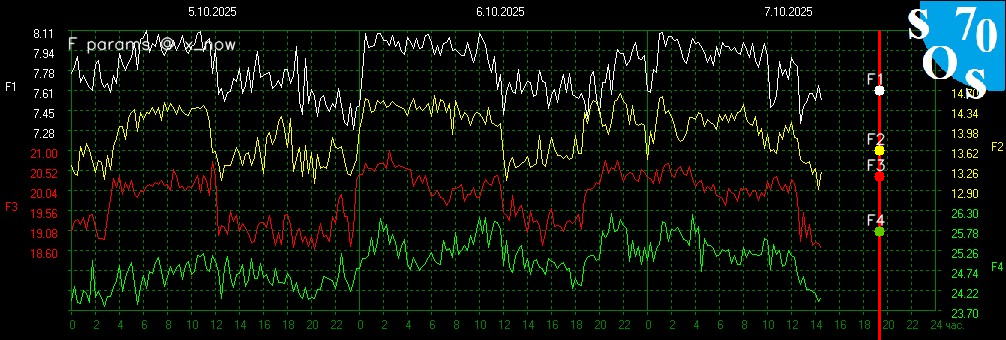 5.10.2025 6.10.2025 7.10.2025
SOS 70
F params @ x_now
8.11
7.94
7.78
7.61
7.45
7.28
F1
21.00
20.52
20.04
19.56
19.08
18.60
F3
F1
F2
F3
F4
14.34
13.98
13.62
13.26
12.90
F2
26.30
25.78
25.26
24.74
24.22
23.70
F4
0 2 4 6 8 10 12 14 16 18 20 22 0 2 4 6 8 10 12 14 16 18 20 22 0 2 4 6 8 10 12 14 16 18 20 22 24 час.